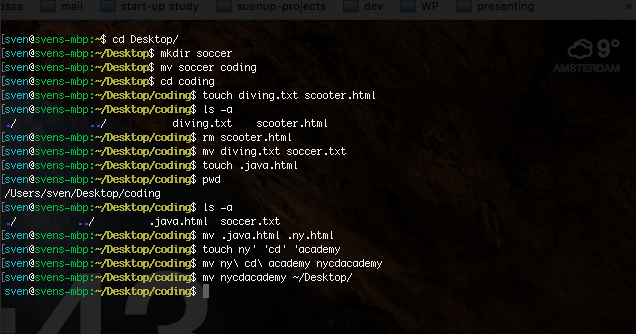 ossa mail start-up study suenup-projects dev WP presenting
[sven@svens-mbp:~$ cd Desktop/
9°
[sven@svens-mbp:~/Desktop$ mkdir soccer
[sven@svens-mbp:~/Desktop$ mv soccer coding
AMSTERDAM
[sven@svens-mbp:~/Desktop$ cd coding
[sven@svens-mbp:~/Desktop/coding$ touch diving.txt scooter.html
[sven@svens-mbp:~/Desktop/coding$ ls -a
./ ../ diving.txt scooter.html
[sven@svens-mbp:~/Desktop/coding$ rm scooter.html
[sven@svens-mbp:~/Desktop/coding$ mv diving.txt soccer.txt
[sven@svens-mbp:~/Desktop/coding$ touch .java.html
[sven@svens-mbp:~/Desktop/coding$ pwd
/Users/sven/Desktop/coding
[sven@svens-mbp:~/Desktop/coding$ ls -a
./ ../ .java.html soccer.txt
[sven@svens-mbp:~/Desktop/coding$ mv .java.html .ny.html
[sven@svens-mbp:~/Desktop/coding$ touch ny' 'cd' 'academy
[sven@svens-mbp:~/Desktop/coding$ mv ny\ cd\ academy nycdacademy
[sven@svens-mbp:~/Desktop/coding$ mv nycdacademy ~/Desktop/
sven@svens-mbp:~/Desktop/coding$